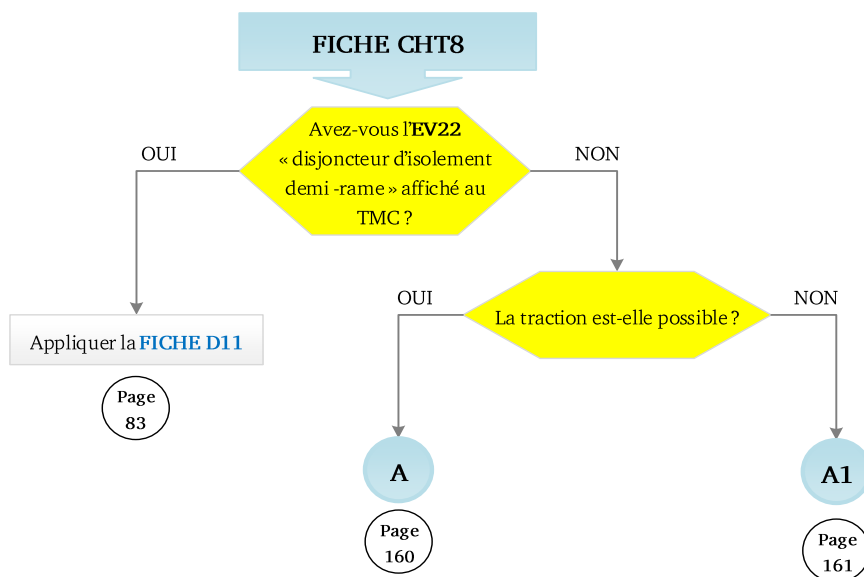 FICHE CHT8
Avez-vous l'EV22
« disjoncteur d'isolement
demi -rame » affiché au
TMC ?
OUI
NON
Appliquer la FICHE D11
Page
83
La traction est-elle possible ?
OUI
NON
A
Page
160
A1
Page
161